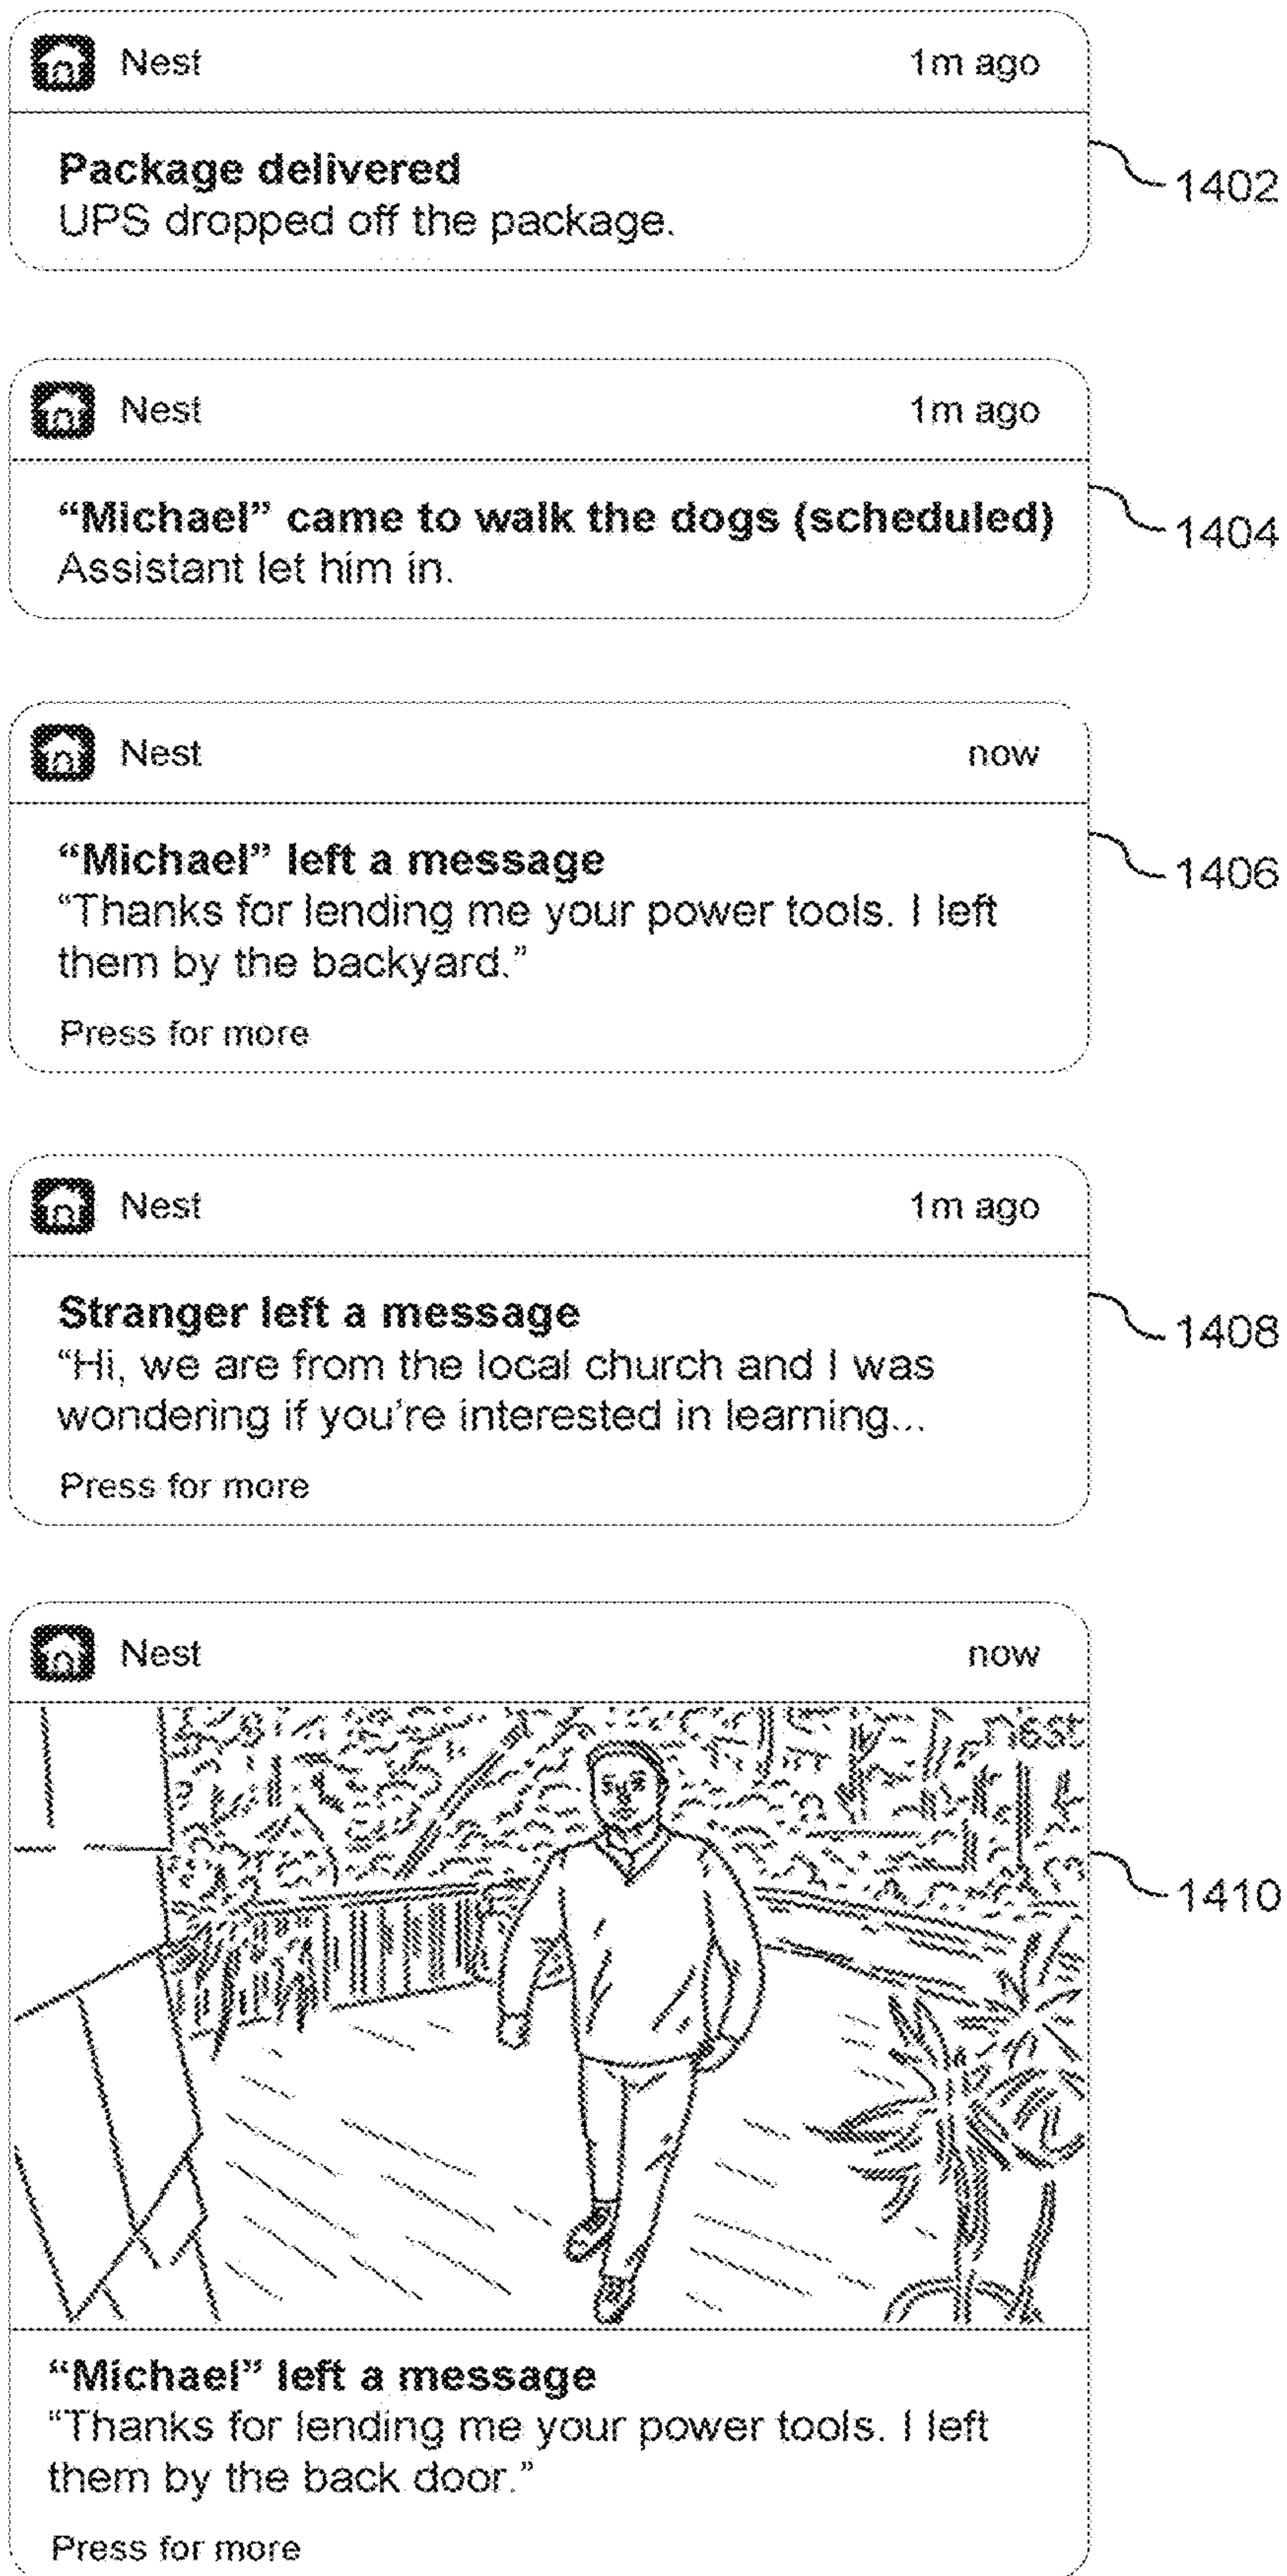 Nest 1m ago
Package delivered
UPS dropped off the package.
1402
Nest 1m ago
“Michael” came to walk the dogs (scheduled)
Assistant let him in.
1404
Nest now
“Michael” left a message
“Thanks for lending me your power tools. I left
them by the backyard.”
Press for more
1406
Nest 1m ago
Stranger left a message
“Hi, we are from the local church and I was
wondering if you’re interested in learning...
Press for more
1408
Nest now
nest
1410
“Michael” left a message
“Thanks for lending me your power tools. I left
them by the back door.”
Press for more